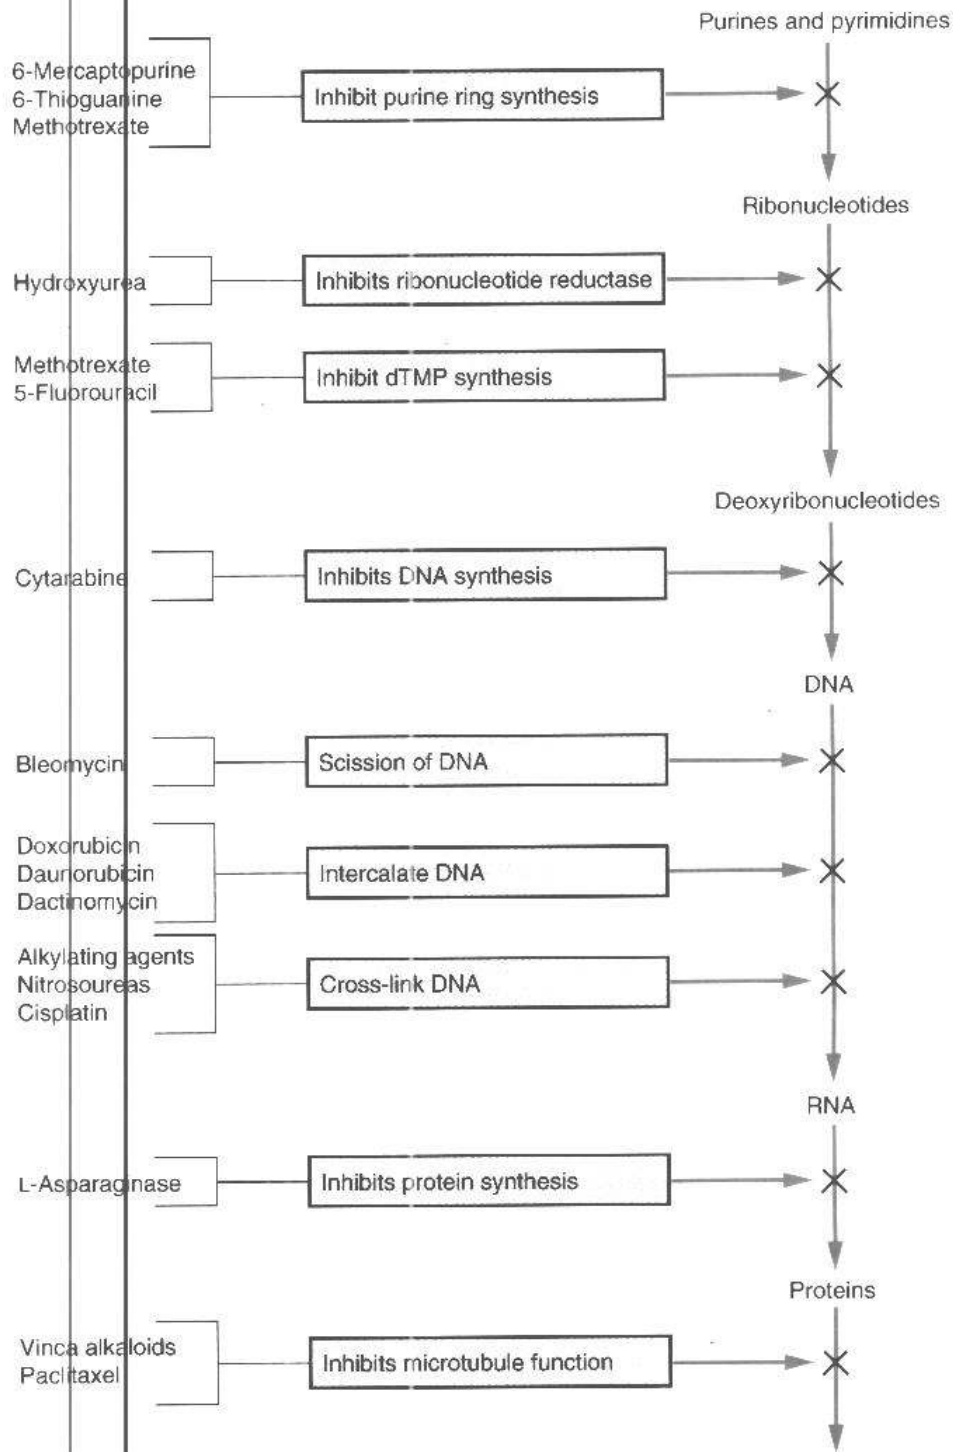 Purines and pyrimidines
6-Mercaptopurine
6-Thioguanine
Methotrexate
Inhibit purine ring synthesis
Ribonucleotides
Hydroxyurea
Inhibits ribonucleotide reductase
Methotrexate
5-Fluorouracil
Inhibit dTMP synthesis
Deoxyribonucleotides
Cytarabine
Inhibits DNA synthesis
DNA
Bleomycin
Scission of DNA
Doxorubicin
Daunorubicin
Dactinomycin
Intercalate DNA
Alkylating agents
Nitrosoureas
Cisplatin
Cross-link DNA
RNA
L-Asparaginase
Inhibits protein synthesis
Proteins
Vinca alkaloids
Paclitaxel
Inhibits microtubule function